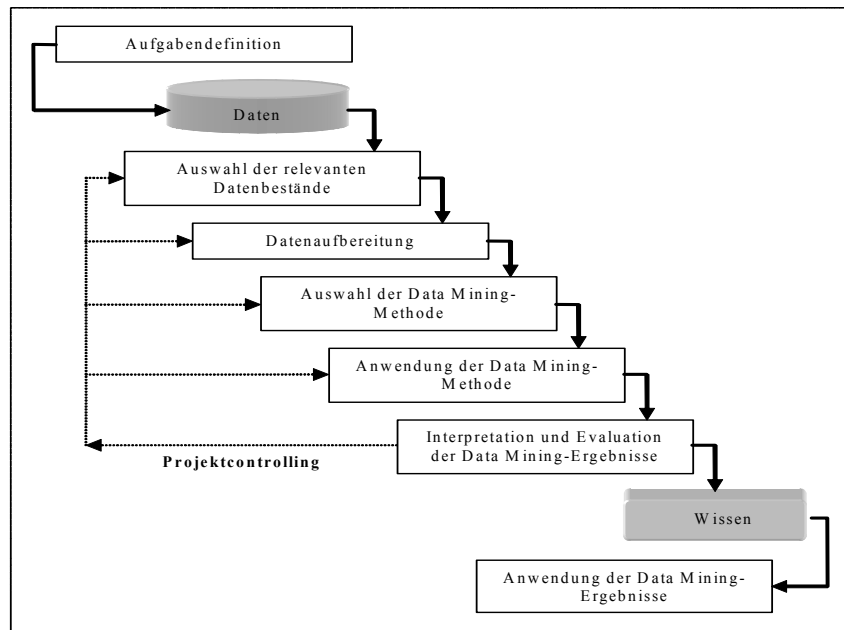 Aufgabendefinition
Daten
Auswahl der relevanten
Datenbestände
Datenaufbereitung
Auswahl der Data Mining-
Methode
Anwendung der Data Mining-
Methode
Interpretation und Evaluation
der Data Mining-Ergebnisse
Projektcontrolling
Wissen
Anwendung der Data Mining-
Ergebnisse